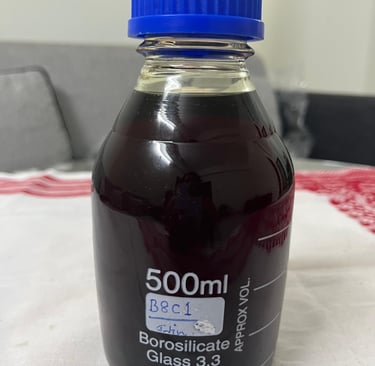 500ml
B8C1
Borosilicate
Glass 3.3
APPROX VOL.